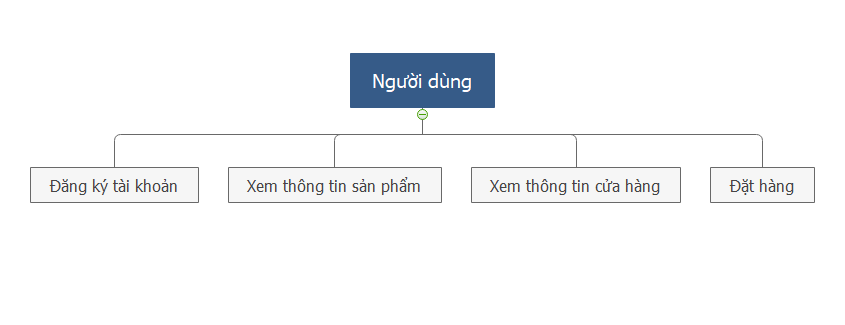 Người dùng
Đăng ký tài khoản
Xem thông tin sản phẩm
Xem thông tin cửa hàng
Đặt hàng